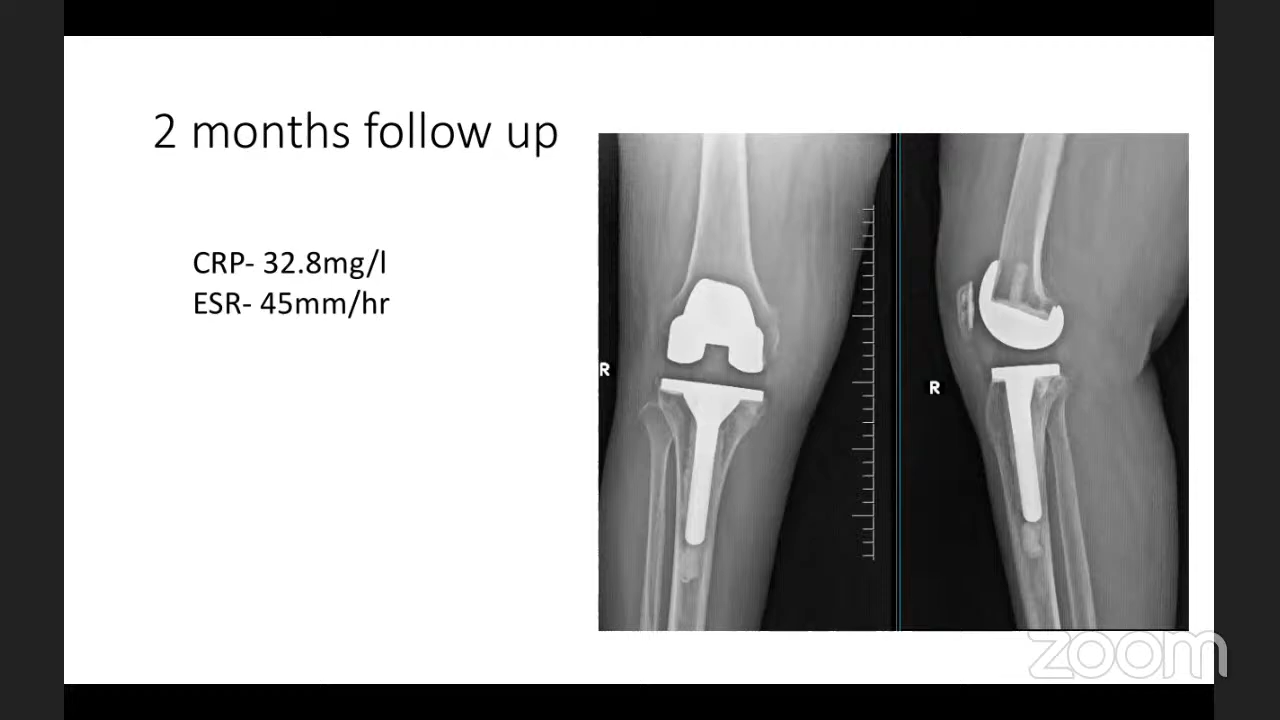 2 months follow up
CRP- 32.8mg/l
ESR- 45mm/hr
R
R
zoom